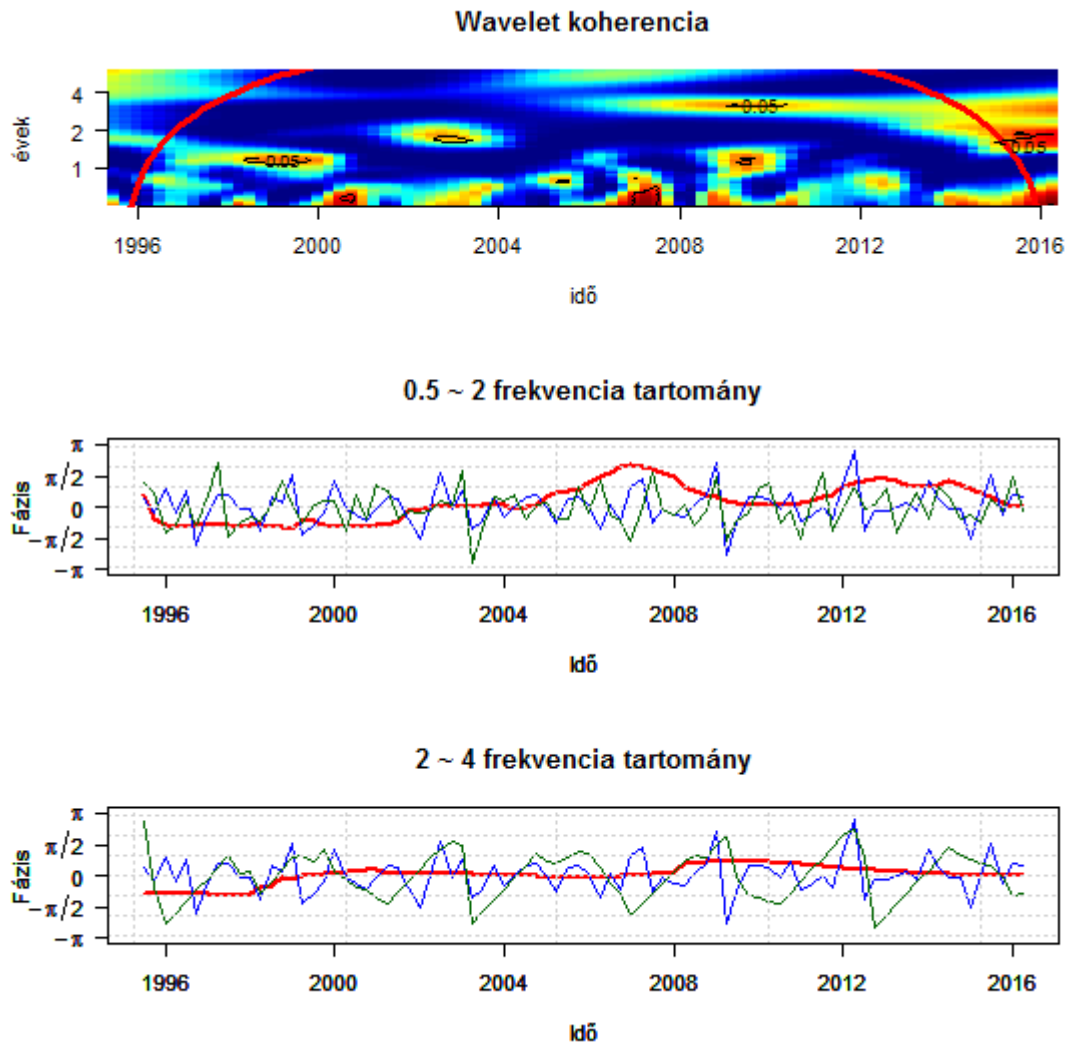 Wavelet koherencia
évek
4
2
1
0.05
0.05
0.05
1996 2000 2004 2008 2012 2016
idő
0.5 ~ 2 frekvencia tartomány
Fázis
π
π/2
0
−π/2
−π
1996 2000 2004 2008 2012 2016
Idő
2 ~ 4 frekvencia tartomány
Fázis
π
π/2
0
−π/2
−π
1996 2000 2004 2008 2012 2016
Idő